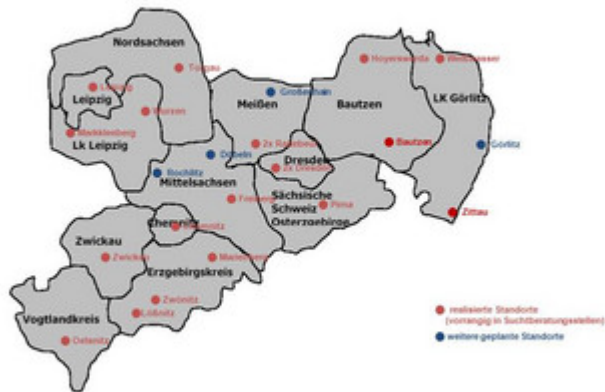 Nordsachsen
Torgau
Leipzig
Leipzig
Wurzen
Markkleeberg
Lk Leipzig
Hoyerswerda
Weißwasser
Großenhain
Meißen
Bautzen
LK Görlitz
2x Radebeul
Bautzen
Görlitz
Döbeln
Dresden
2x Dresden
Rochlitz
Mittelsachsen
Freiberg
Sächsische
Schweiz
Osterzgebirge
Pirna
Zittau
Chemnitz
Chemnitz
Zwickau
Zwickau
Marienberg
Erzgebirgskreis
Zwönitz
Lößnitz
Vogtlandkreis
Oelsnitz
realisierte Standorte
(vorrangig in Suchtberatungsstellen)
weitere geplante Standorte